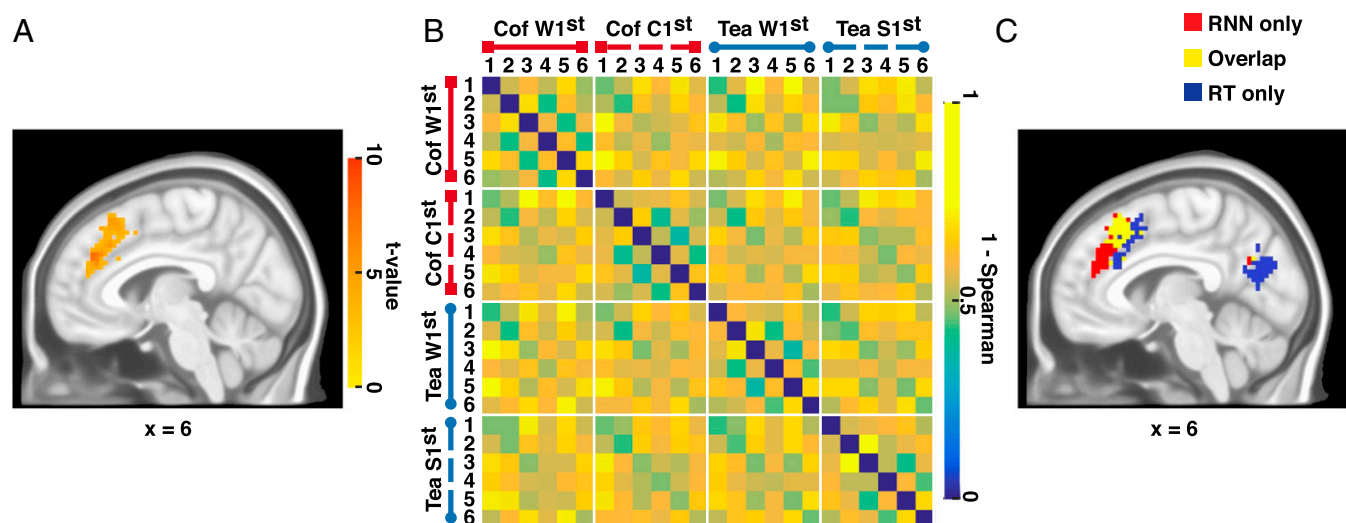 A
10
5
0
t-value
x = 6
B
Cof W1st Cof C1st Tea W1st Tea S1st
1 2 3 4 5 6 1 2 3 4 5 6 1 2 3 4 5 6 1 2 3 4 5 6
Cof W1st
1
2
3
4
5
6
Cof C1st
1
2
3
4
5
6
Tea W1st
1
2
3
4
5
6
Tea S1st
1
2
3
4
5
6
1
0.5
0
1 - Spearman
C
RNN only
Overlap
RT only
x = 6